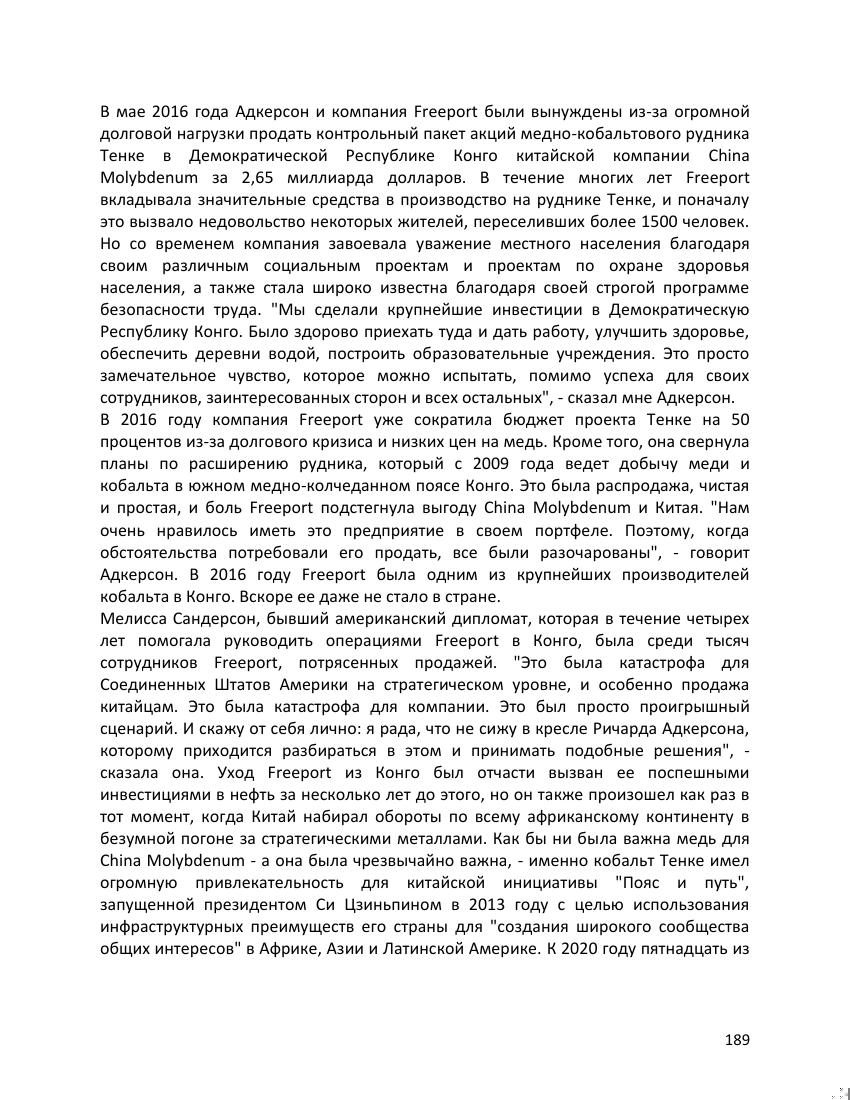 В мае 2016 года Адкерсон и компания Freeport были вынуждены из-за огромной
долговой нагрузки продать контрольный пакет акций медно-кобальтового рудника
Тенке в Демократической Республике Конго китайской компании China
Molybdenum за 2,65 миллиарда долларов. В течение многих лет Freeport
вкладывала значительные средства в производство на руднике Тенке, и поначалу
это вызвало недовольство некоторых жителей, переселивших более 1500 человек.
Но со временем компания завоевала уважение местного населения благодаря
своим различным социальным проектам и проектам по охране здоровья
населения, а также стала широко известна благодаря своей строгой программе
безопасности труда. "Мы сделали крупнейшие инвестиции в Демократическую
Республику Конго. Было здорово приехать туда и дать работу, улучшить здоровье,
обеспечить деревни водой, построить образовательные учреждения. Это просто
замечательное чувство, которое можно испытать, помимо успеха для своих
сотрудников, заинтересованных сторон и всех остальных", - сказал мне Адкерсон.
В 2016 году компания Freeport уже сократила бюджет проекта Тенке на 50
процентов из-за долгового кризиса и низких цен на медь. Кроме того, она свернула
планы по расширению рудника, который с 2009 года ведет добычу меди и
кобальта в южном медно-колчеданном поясе Конго. Это была распродажа, чистая
и простая, и боль Freeport подстегнула выгоду China Molybdenum и Китая. "Нам
очень нравилось иметь это предприятие в своем портфеле. Поэтому, когда
обстоятельства потребовали его продать, все были разочарованы", - говорит
Адкерсон. В 2016 году Freeport была одним из крупнейших производителей
кобальта в Конго. Вскоре ее даже не стало в стране.
Мелисса Сандерсон, бывший американский дипломат, которая в течение четырех
лет помогала руководить операциями Freeport в Конго, была среди тысяч
сотрудников Freeport, потрясенных продажей. "Это была катастрофа для
Соединенных Штатов Америки на стратегическом уровне, и особенно продажа
китайцам. Это была катастрофа для компании. Это был просто проигрышный
сценарий. И скажу от себя лично: я рада, что не сижу в кресле Ричарда Адкерсона,
которому приходится разбираться в этом и принимать подобные решения", -
сказала она. Уход Freeport из Конго был отчасти вызван ее поспешными
инвестициями в нефть за несколько лет до этого, но он также произошел как раз в
тот момент, когда Китай набирал обороты по всему африканскому континенту в
безумной погоне за стратегическими металлами. Как бы ни была важна медь для
China Molybdenum - а она была чрезвычайно важна, - именно кобальт Тенке имел
огромную привлекательность для китайской инициативы "Пояс и путь",
запущенной президентом Си Цзиньпином в 2013 году с целью использования
инфраструктурных преимуществ его страны для "создания широкого сообщества
общих интересов" в Африке, Азии и Латинской Америке. К 2020 году пятнадцать из
189